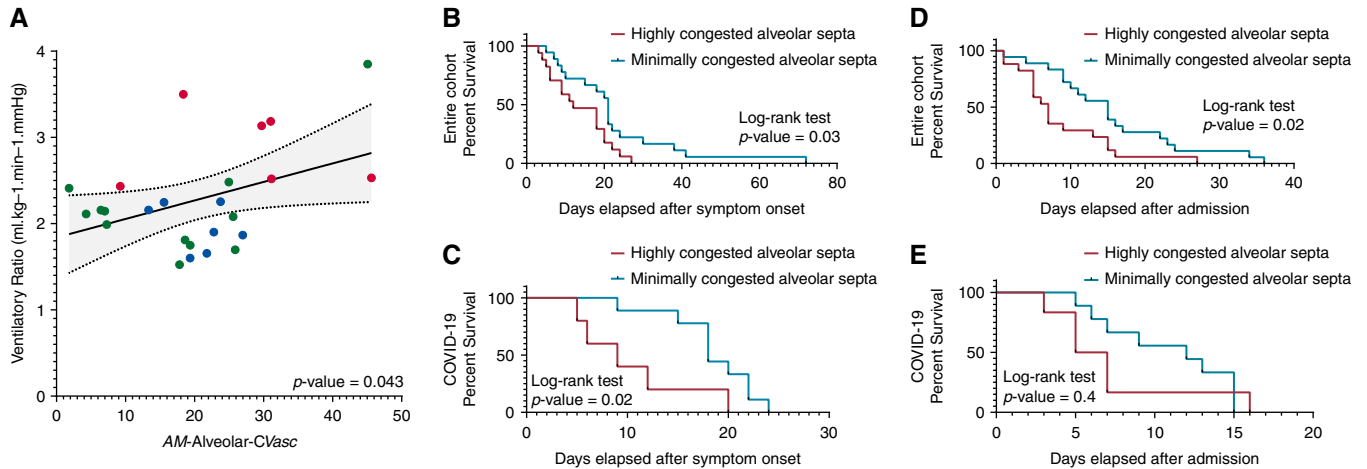 A
Ventilatory Ratio (ml.kg–1.min–1.mmHg)
4
3
2
1
0
0
10
20
30
40
50
p-value = 0.043
AM-Alveolar-CVasc
B
Highly congested alveolar septa
Minimally congested alveolar septa
Entire cohort
Percent Survival
100
50
0
Log-rank test
p-value = 0.03
0
20
40
60
80
Days elapsed after symptom onset
C
Highly congested alveolar septa
Minimally congested alveolar septa
COVID-19
Percent Survival
100
50
0
Log-rank test
p-value = 0.02
0
10
20
30
Days elapsed after symptom onset
D
Highly congested alveolar septa
Minimally congested alveolar septa
Entire cohort
Percent Survival
100
50
0
Log-rank test
p-value = 0.02
0
10
20
30
40
Days elapsed after admission
E
Highly congested alveolar septa
Minimally congested alveolar septa
COVID-19
Percent Survival
100
50
0
Log-rank test
p-value = 0.4
0
5
10
15
20
Days elapsed after admission